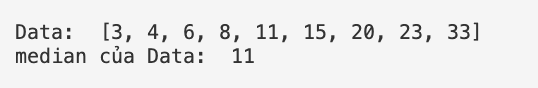 Data:  [3, 4, 6, 8, 11, 15, 20, 23, 33]
median của Data:  11